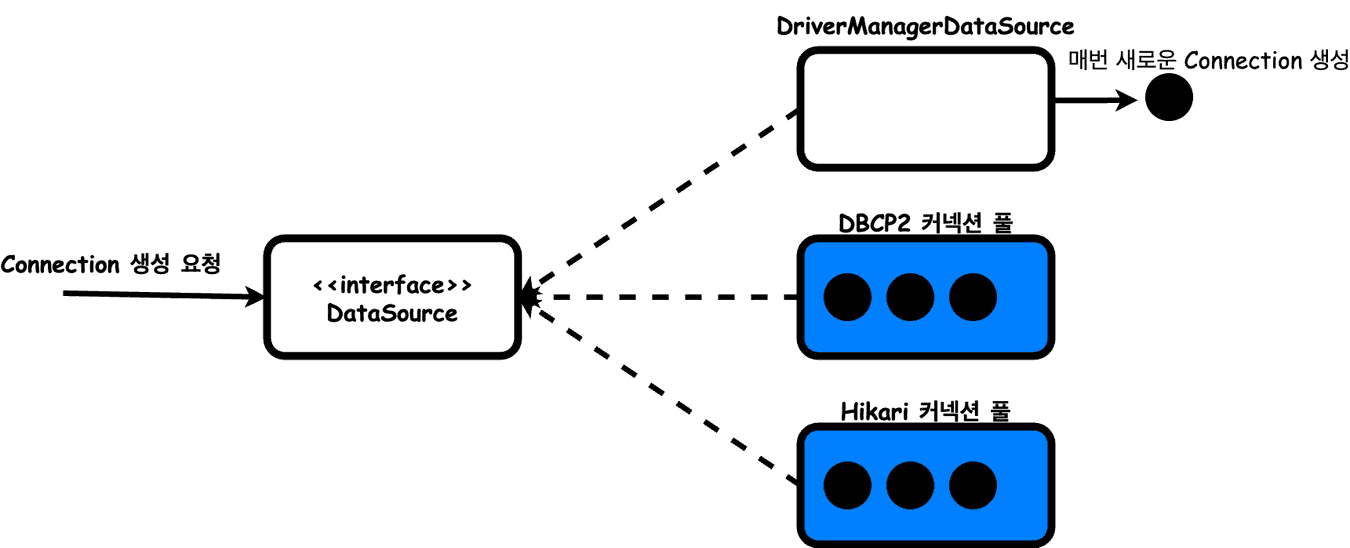 DriverManagerDataSource
매번 새로운 Connection 생성
DBCP2 커넥션 풀
Connection 생성 요청
<<interface>>
DataSource
Hikari 커넥션 풀